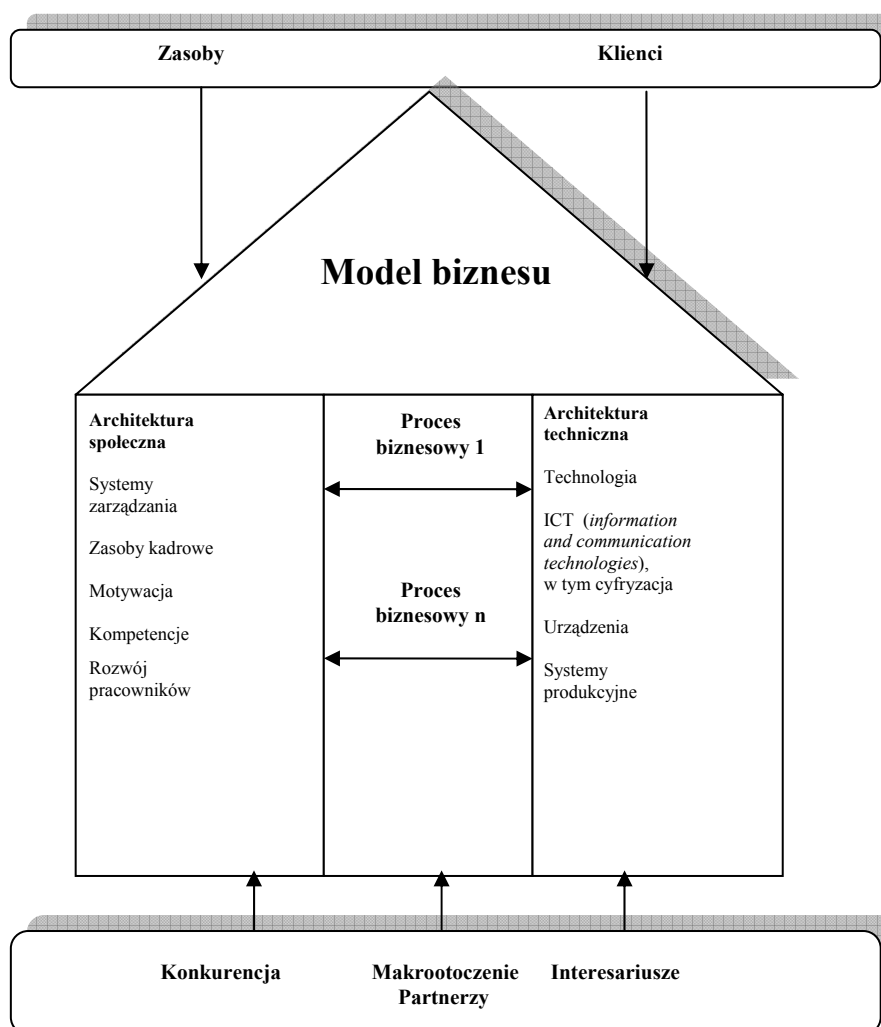 Zasoby
Klienci
Model biznesu
Architektura
społeczna
Systemy
zarządzania
Zasoby kadrowe
Motywacja
Kompetencje
Rozwój
pracowników
Proces
biznesowy 1
Proces
biznesowy n
Architektura
techniczna
Technologia
ICT (information
and communication
technologies),
w tym cyfryzacja
Urządzenia
Systemy
produkcyjne
Konkurencja
Makrootoczenie
Partnerzy
Interesariusze